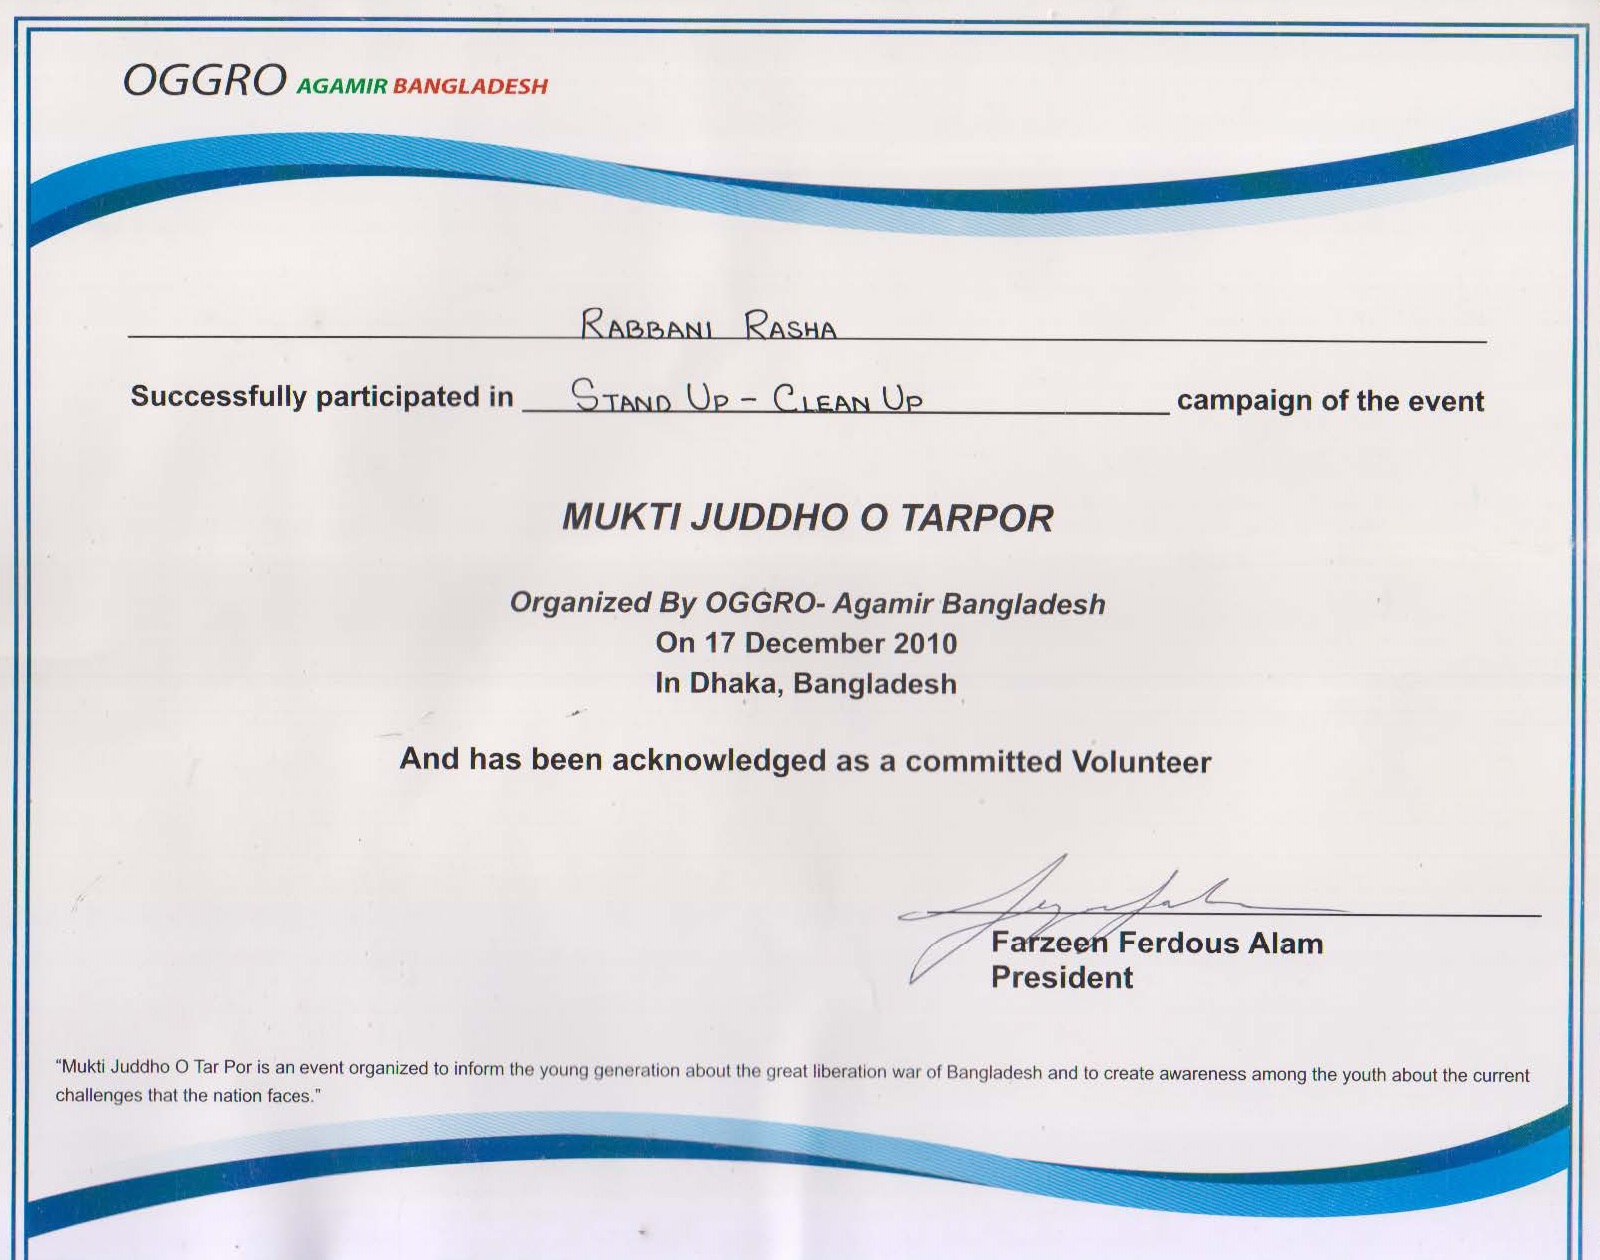 OGGRO AGAMIR BANGLADESH
RABBANI RASHA
Successfully participated in STAND UP - CLEAN UP campaign of the event
MUKTI JUDDHO O TARPOR
Organized By OGGRO- Agamir Bangladesh
On 17 December 2010
In Dhaka, Bangladesh
And has been acknowledged as a committed Volunteer
Farzeen Ferdous Alam
President
“Mukti Juddho O Tar Por is an event organized to inform the young generation about the great liberation war of Bangladesh and to create awareness among the youth about the current
challenges that the nation faces.”